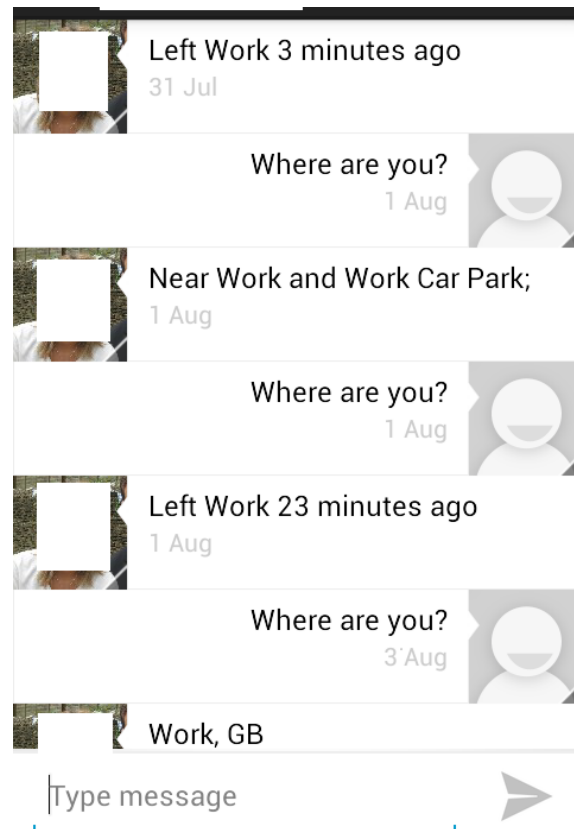 Left Work 3 minutes ago
31 Jul
Where are you?
1 Aug
Near Work and Work Car Park;
1 Aug
Where are you?
1 Aug
Left Work 23 minutes ago
1 Aug
Where are you?
3 Aug
Work, GB
Type message